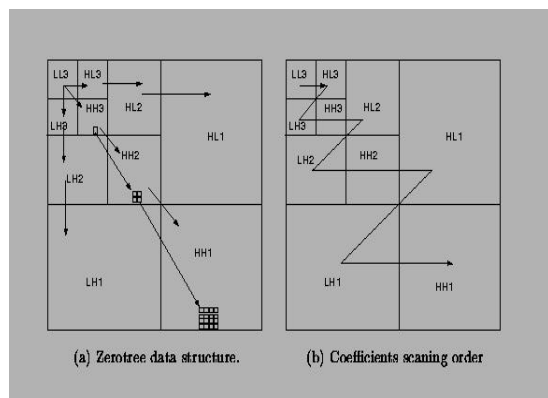 LL3 HL3
HH3 HL2
LH3
HL1
HH2
LH2
HH1
LH1
(a) Zerotree data structure.
LL3 HL3
HH3 HL2
LH3
HL1
HH2
LH2
LH1
HH1
(b) Coefficients scaning order